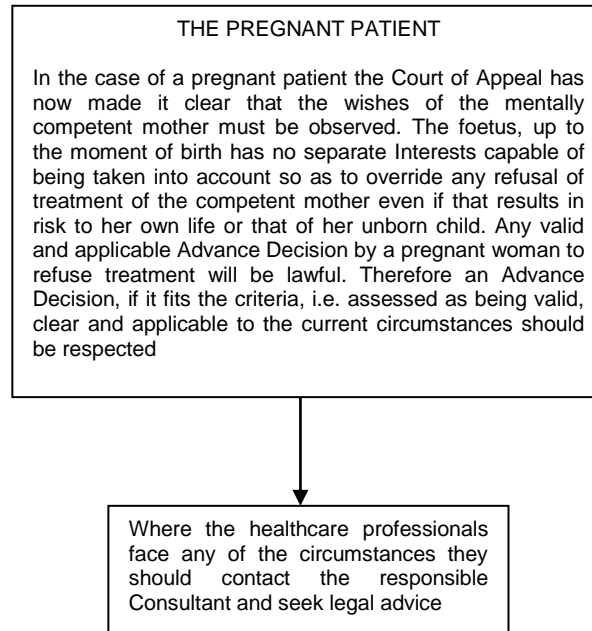 THE PREGNANT PATIENT
In the case of a pregnant patient the Court of Appeal has
now made it clear that the wishes of the mentally
competent mother must be observed. The foetus, up to
the moment of birth has no separate Interests capable of
being taken into account so as to override any refusal of
treatment of the competent mother even if that results in
risk to her own life or that of her unborn child. Any valid
and applicable Advance Decision by a pregnant woman to
refuse treatment will be lawful. Therefore an Advance
Decision, if it fits the criteria, i.e. assessed as being valid,
clear and applicable to the current circumstances should
be respected
Where the healthcare professionals
face any of the circumstances they
should contact the responsible
Consultant and seek legal advice